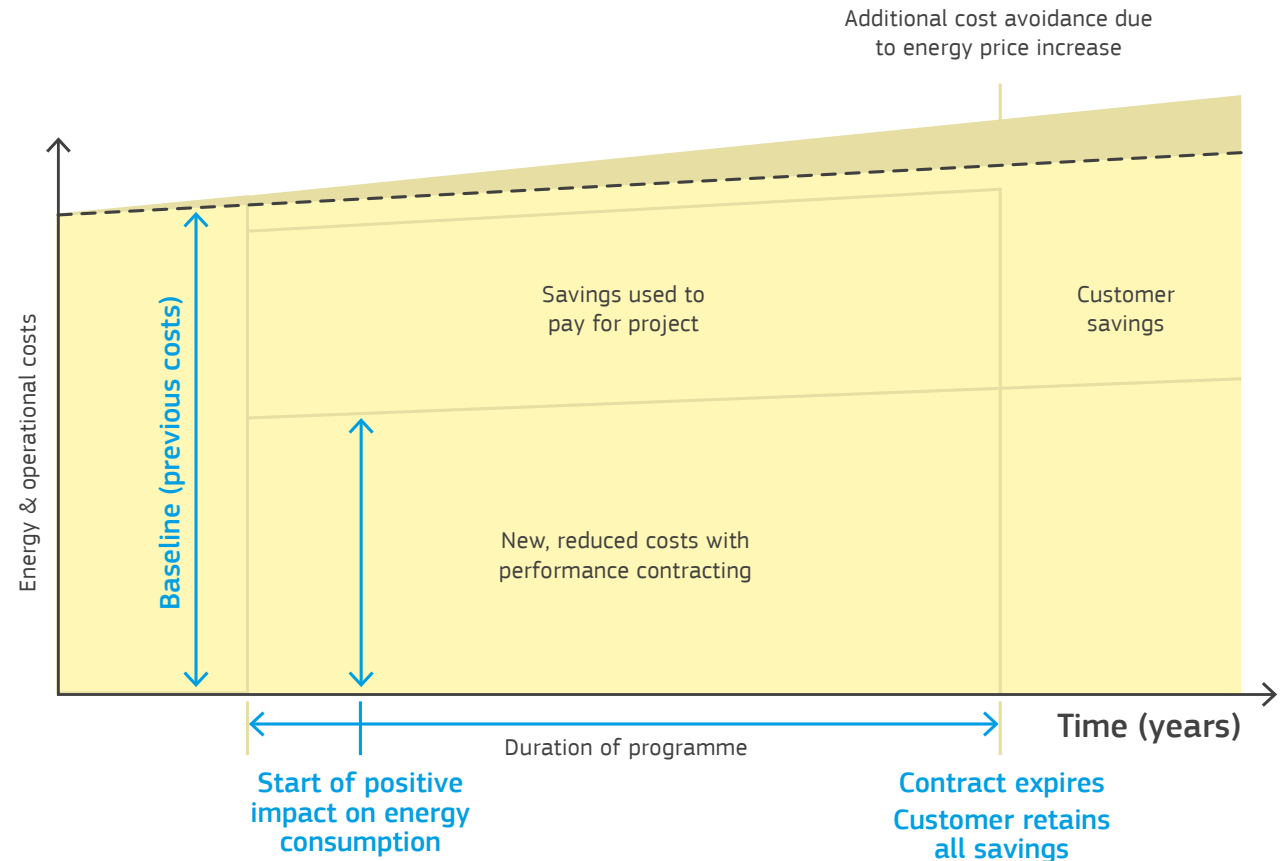 Additional cost avoidance due
to energy price increase
Energy & operational costs
Baseline (previous costs)
Savings used to
pay for project
Customer
savings
New, reduced costs with
performance contracting
Time (years)
Duration of programme
Start of positive
impact on energy
consumption
Contract expires
Customer retains
all savings